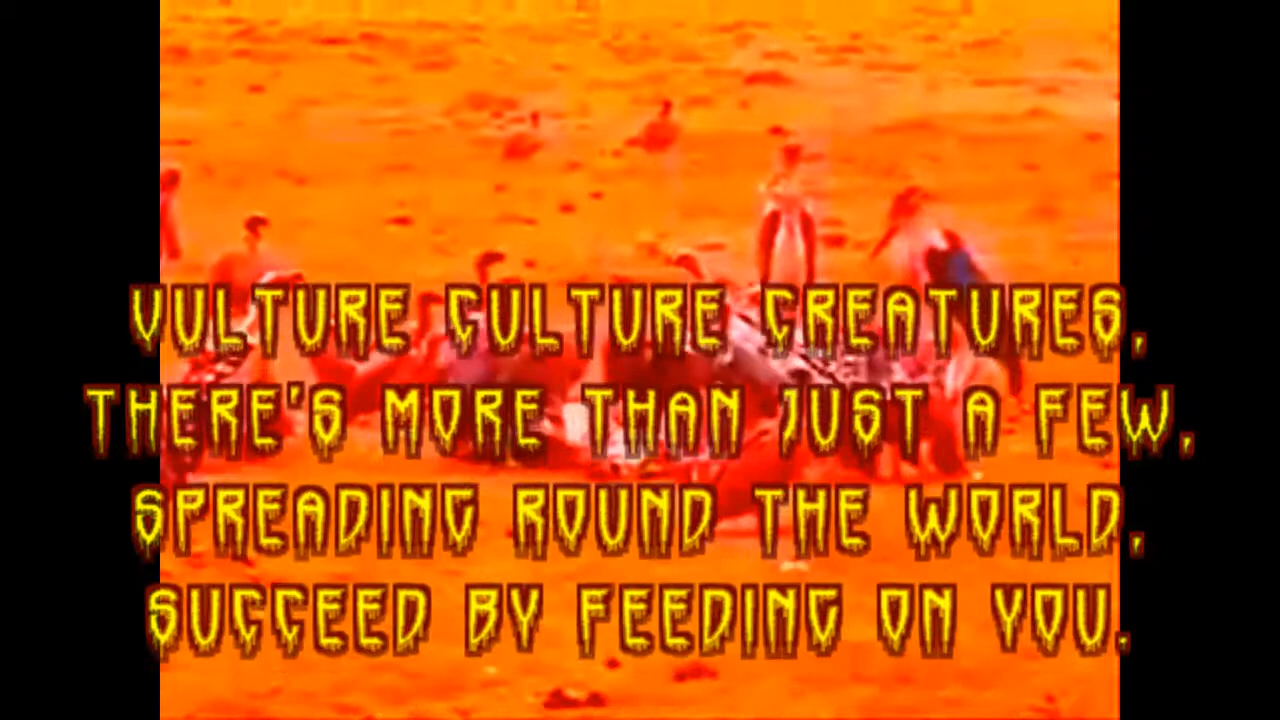 VULTURE CULTURE CREATURES,
THERE'S MORE THAN JUST A FEW,
SPREADING ROUND THE WORLD,
SUCCEED BY FEEDING ON YOU.